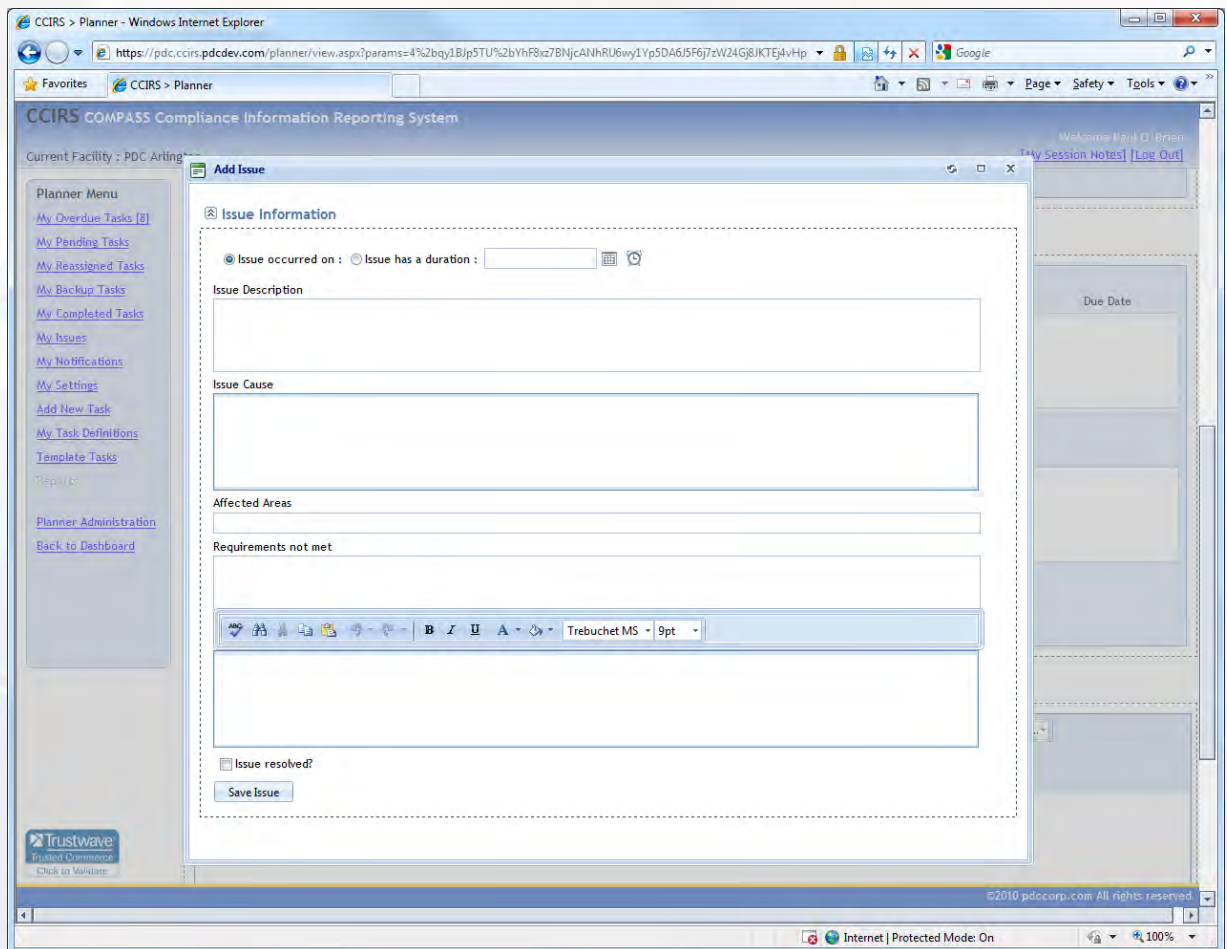 CCIRS > Planner - Windows Internet Explorer
https://pdc.ccirs.pdcdev.com/planner/view.aspx?params=
Google
Favorites
CCIRS > Planner
Page
Safety
Tools
CCIRS COMPASS Compliance Information Reporting System
Welcome Paul O'Brien
Current Facility : PDC Arlington
[My Session Notes] [Log Out]
Add Issue
Planner Menu
My Overdue Tasks [8]
My Pending Tasks
My Reassigned Tasks
My Backup Tasks
My Completed Tasks
My Issues
My Notifications
My Settings
Add New Task
My Task Definitions
Template Tasks
Reports
Planner Administration
Back to Dashboard
Issue Information
Issue occurred on : Issue has a duration :
Issue Description
Due Date
Issue Cause
Affected Areas
Requirements not met
ABC
B I U A Trebuchet MS 9pt
Issue resolved?
Save Issue
Trustwave
Trusted Commerce
Click to Validate
©2010 pdccorp.com All rights reserved
Internet | Protected Mode: On
100%